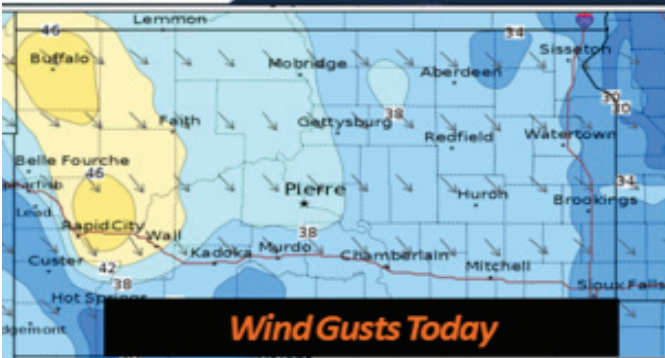 Lemmon
46
34
Buffalo
Mobridge
Aberdeen
Sisseton
30
30
38
Faith
Gettysburg
Redfield
Watertown
Belle Fourche
46
34
Pierre
Huron
Brookings
Lead
Rapid City
Wall
38
Kadoka
Murdo
Chamberlain
Mitchell
Custer
42
38
Sioux Falls
Hot Springs
Wind Gusts Today